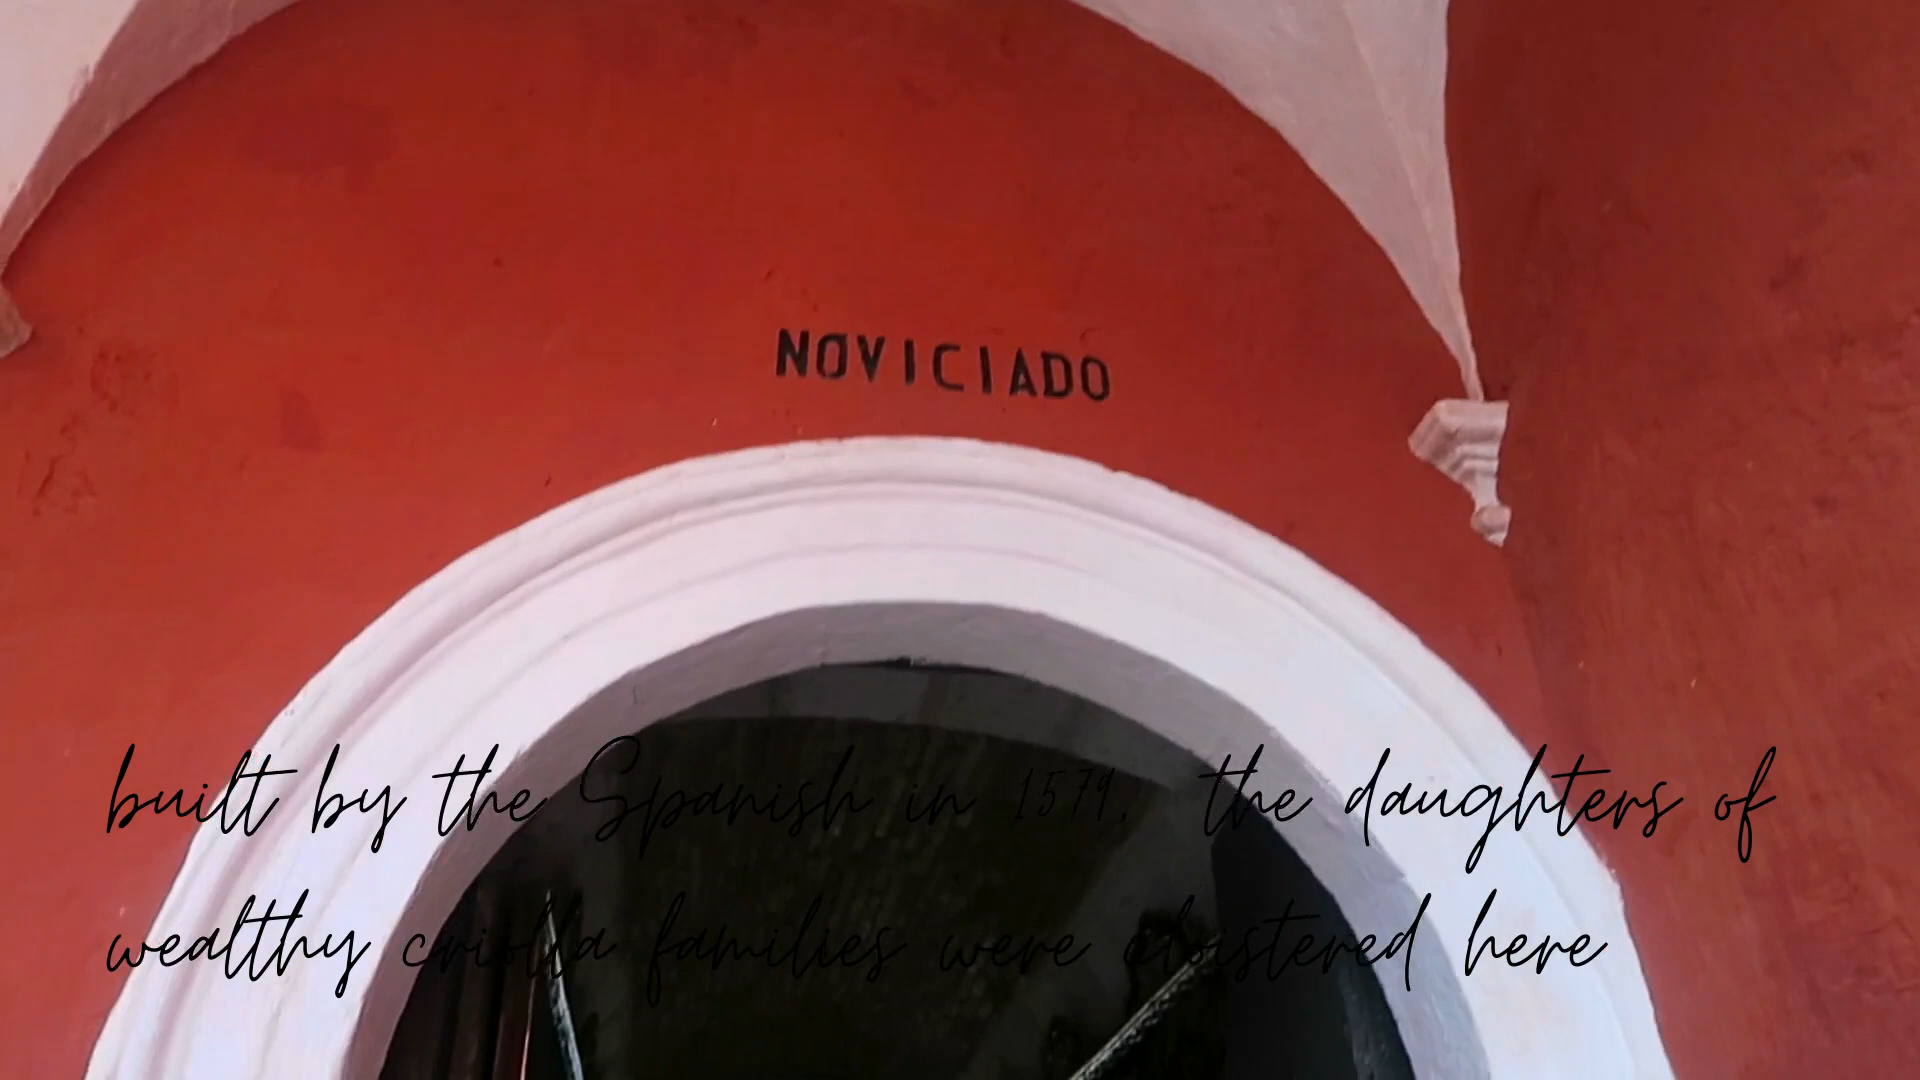 NOVICIADO
built by the Spanish in 1579, the daughters of
wealthy criolla families were cloistered here